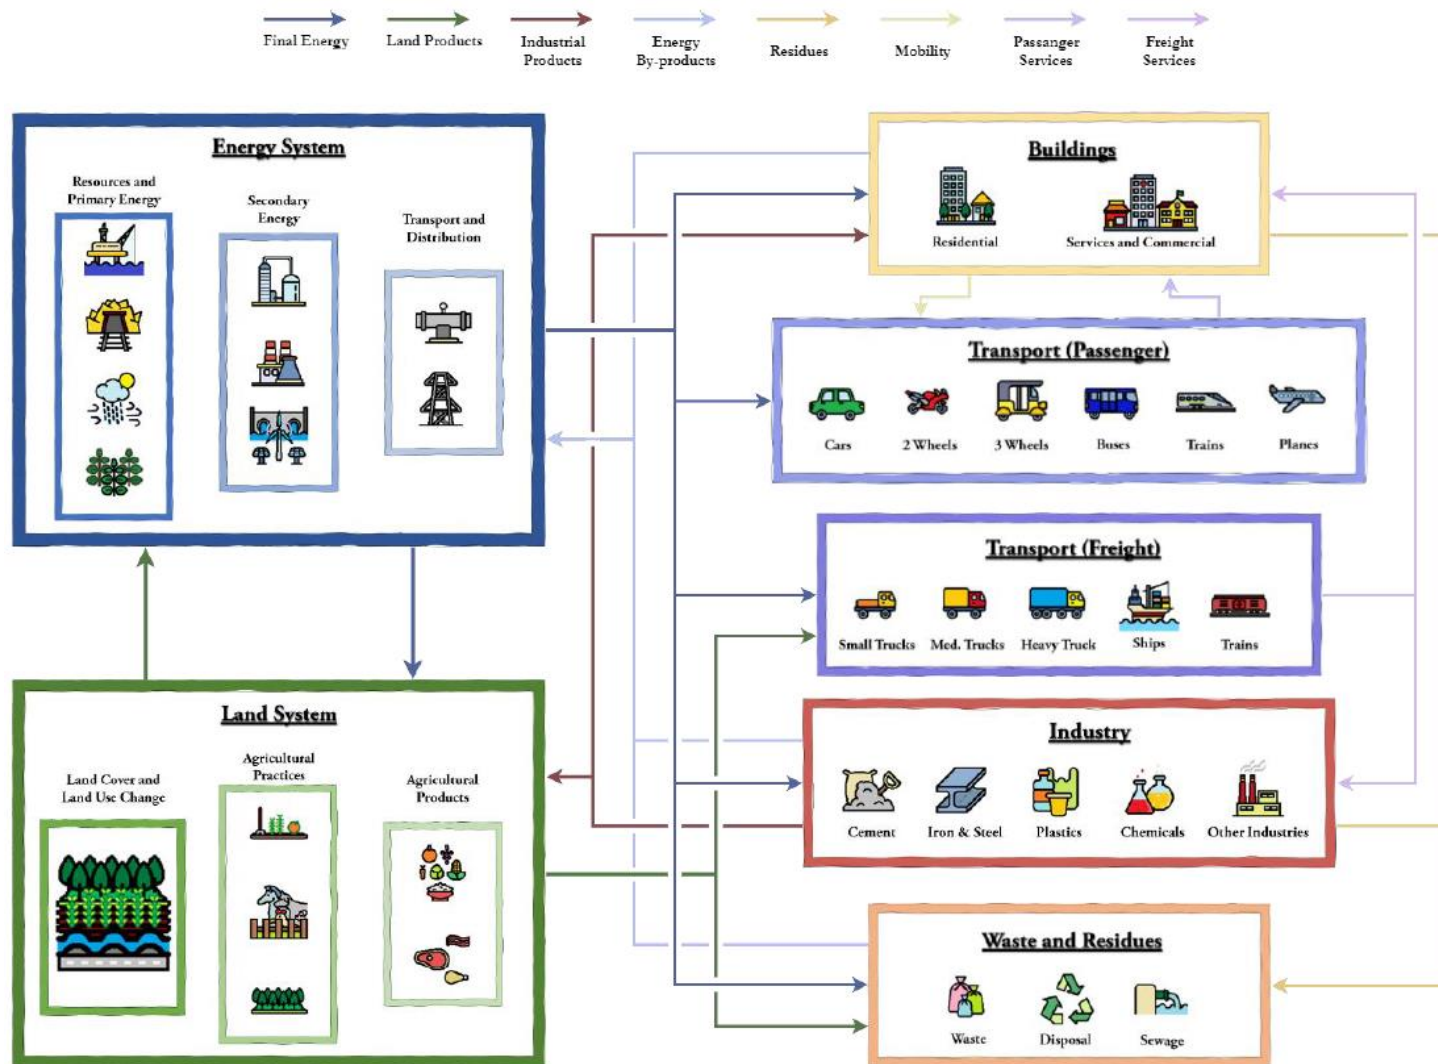 Final Energy
Land Products
Industrial
Products
Energy
By-products
Residues
Mobility
Passanger
Services
Freight
Services
Energy System
Resources and
Primary Energy
Secondary
Energy
Transport and
Distribution
Buildings
Residential
Services and Commercial
Transport (Passenger)
Cars
2 Wheels
3 Wheels
Buses
Trains
Planes
Transport (Freight)
Small Trucks
Med. Trucks
Heavy Truck
Ships
Trains
Land System
Land Cover and
Land Use Change
Agricultural
Practices
Agricultural
Products
Industry
Cement
Iron & Steel
Plastics
Chemicals
Other Industries
Waste and Residues
Waste
Disposal
Sewage